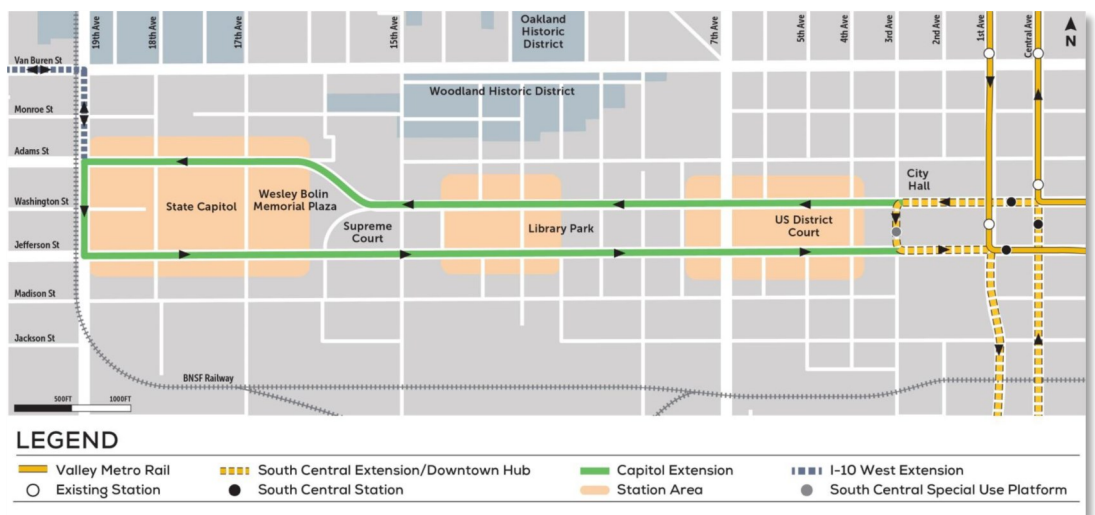 19th Ave
18th Ave
17th Ave
15th Ave
Oakland
Historic
District
7th Ave
5th Ave
4th Ave
3rd Ave
2nd Ave
1st Ave
Central Ave
N
Van Buren St
Monroe St
Woodland Historic District
Adams St
Washington St
State Capitol
Wesley Bolin
Memorial Plaza
Supreme
Court
Library Park
US District
Court
City
Hall
Jefferson St
Madison St
Jackson St
BNSF Railway
500FT
1000FT
LEGEND
Valley Metro Rail
South Central Extension/Downtown Hub
Capitol Extension
I-10 West Extension
Existing Station
South Central Station
Station Area
South Central Special Use Platform